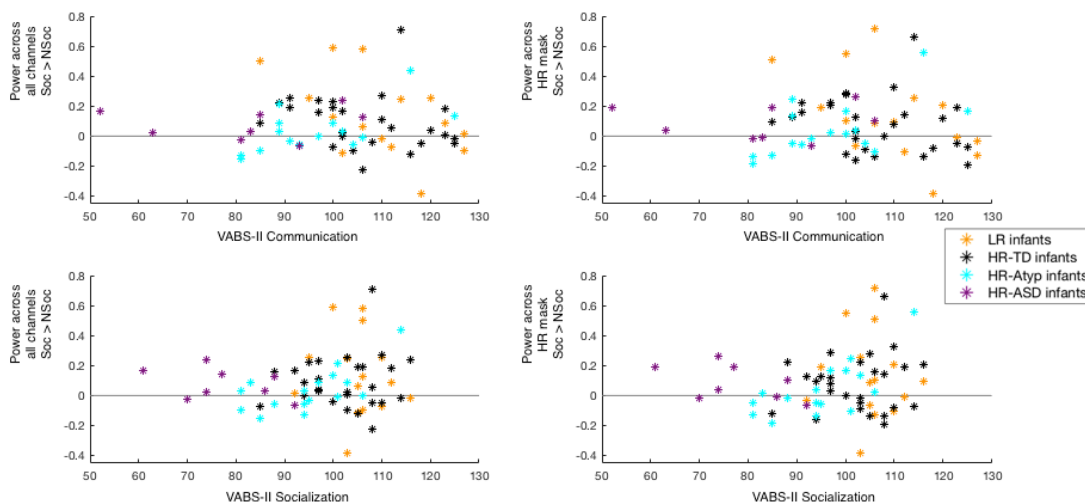 Power across
all channels
Soc > NSoc
0.8
0.6
0.4
0.2
0
-0.2
-0.4
50 60 70 80 90 100 110 120 130
VABS-II Communication
Power across
HR mask
Soc > NSoc
0.8
0.6
0.4
0.2
0
-0.2
-0.4
50 60 70 80 90 100 110 120 130
VABS-II Communication
LR infants
HR-TD infants
HR-Atyp infants
HR-ASD infants
Power across
all channels
Soc > NSoc
0.8
0.6
0.4
0.2
0
-0.2
-0.4
50 60 70 80 90 100 110 120 130
VABS-II Socialization
Power across
HR mask
Soc > NSoc
0.8
0.6
0.4
0.2
0
-0.2
-0.4
50 60 70 80 90 100 110 120 130
VABS-II Socialization